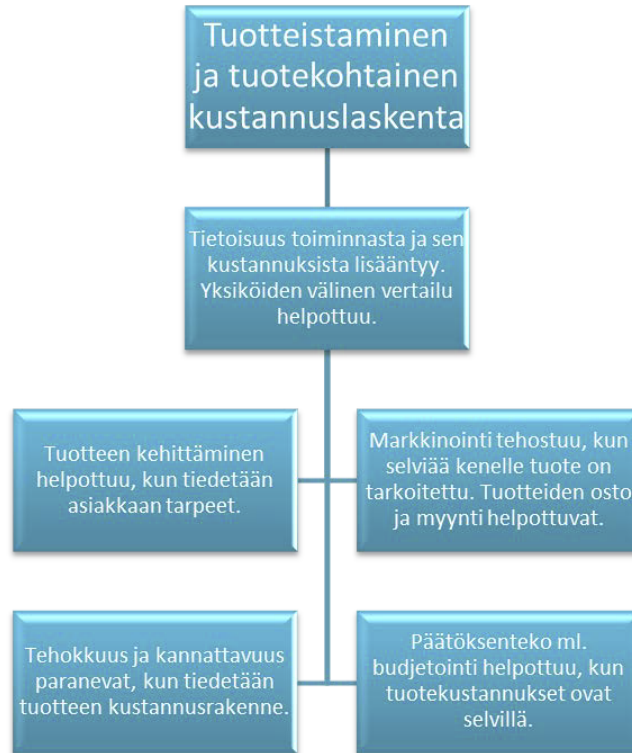 Tuotteistaminen
ja tuotekohtainen
kustannuslaskenta
Tietoisuus toiminnasta ja sen
kustannuksista lisääntyy.
Yksiköiden välinen vertailu
helpottuu.
Tuotteen kehittäminen
helpottuu, kun tiedetään
asiakkaan tarpeet.
Markkinointi tehostuu, kun
selviää kenelle tuote on
tarkoitettu. Tuotteiden osto
ja myynti helpottuvat.
Tehokkuus ja kannattavuus
paranevat, kun tiedetään
tuotteen kustannusrakenne.
Päätöksenteko ml.
budjetointi helpottuu, kun
tuotekustannukset ovat
selvillä.